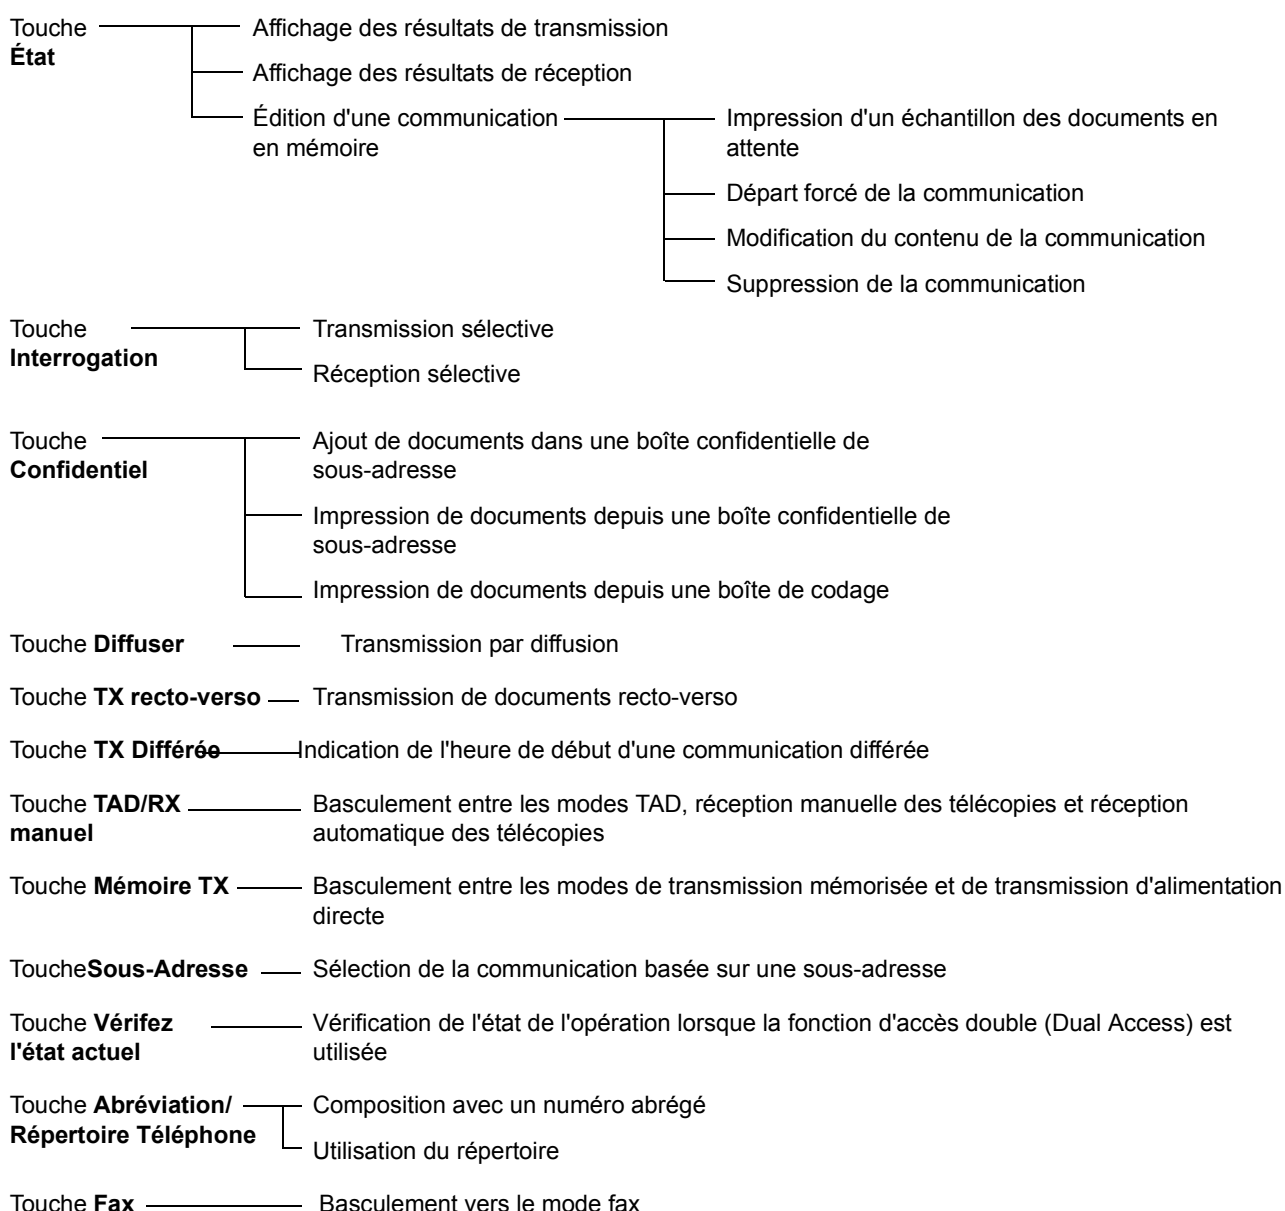 Touche
État
Affichage des résultats de transmission
Affichage des résultats de réception
Édition d'une communication
en mémoire
Impression d'un échantillon des documents en
attente
Départ forcé de la communication
Modification du contenu de la communication
Suppression de la communication
Touche
Interrogation
Transmission sélective
Réception sélective
Touche
Confidentiel
Ajout de documents dans une boîte confidentielle de
sous-adresse
Impression de documents depuis une boîte confidentielle de
sous-adresse
Impression de documents depuis une boîte de codage
Touche Diffuser
Transmission par diffusion
Touche TX recto-verso
Transmission de documents recto-verso
Touche TX Différée
Indication de l'heure de début d'une communication différée
Touche TAD/RX
manuel
Basculement entre les modes TAD, réception manuelle des télécopies et réception
automatique des télécopies
Touche Mémoire TX
Basculement entre les modes de transmission mémorisée et de transmission d'alimentation
directe
ToucheSous-Adresse
Sélection de la communication basée sur une sous-adresse
Touche Vérifez
l'état actuel
Vérification de l'état de l'opération lorsque la fonction d'accès double (Dual Access) est
utilisée
Touche Abréviation/
Répertoire Téléphone
Composition avec un numéro abrégé
Utilisation du répertoire
Touche Fax
Basculement vers le mode fax